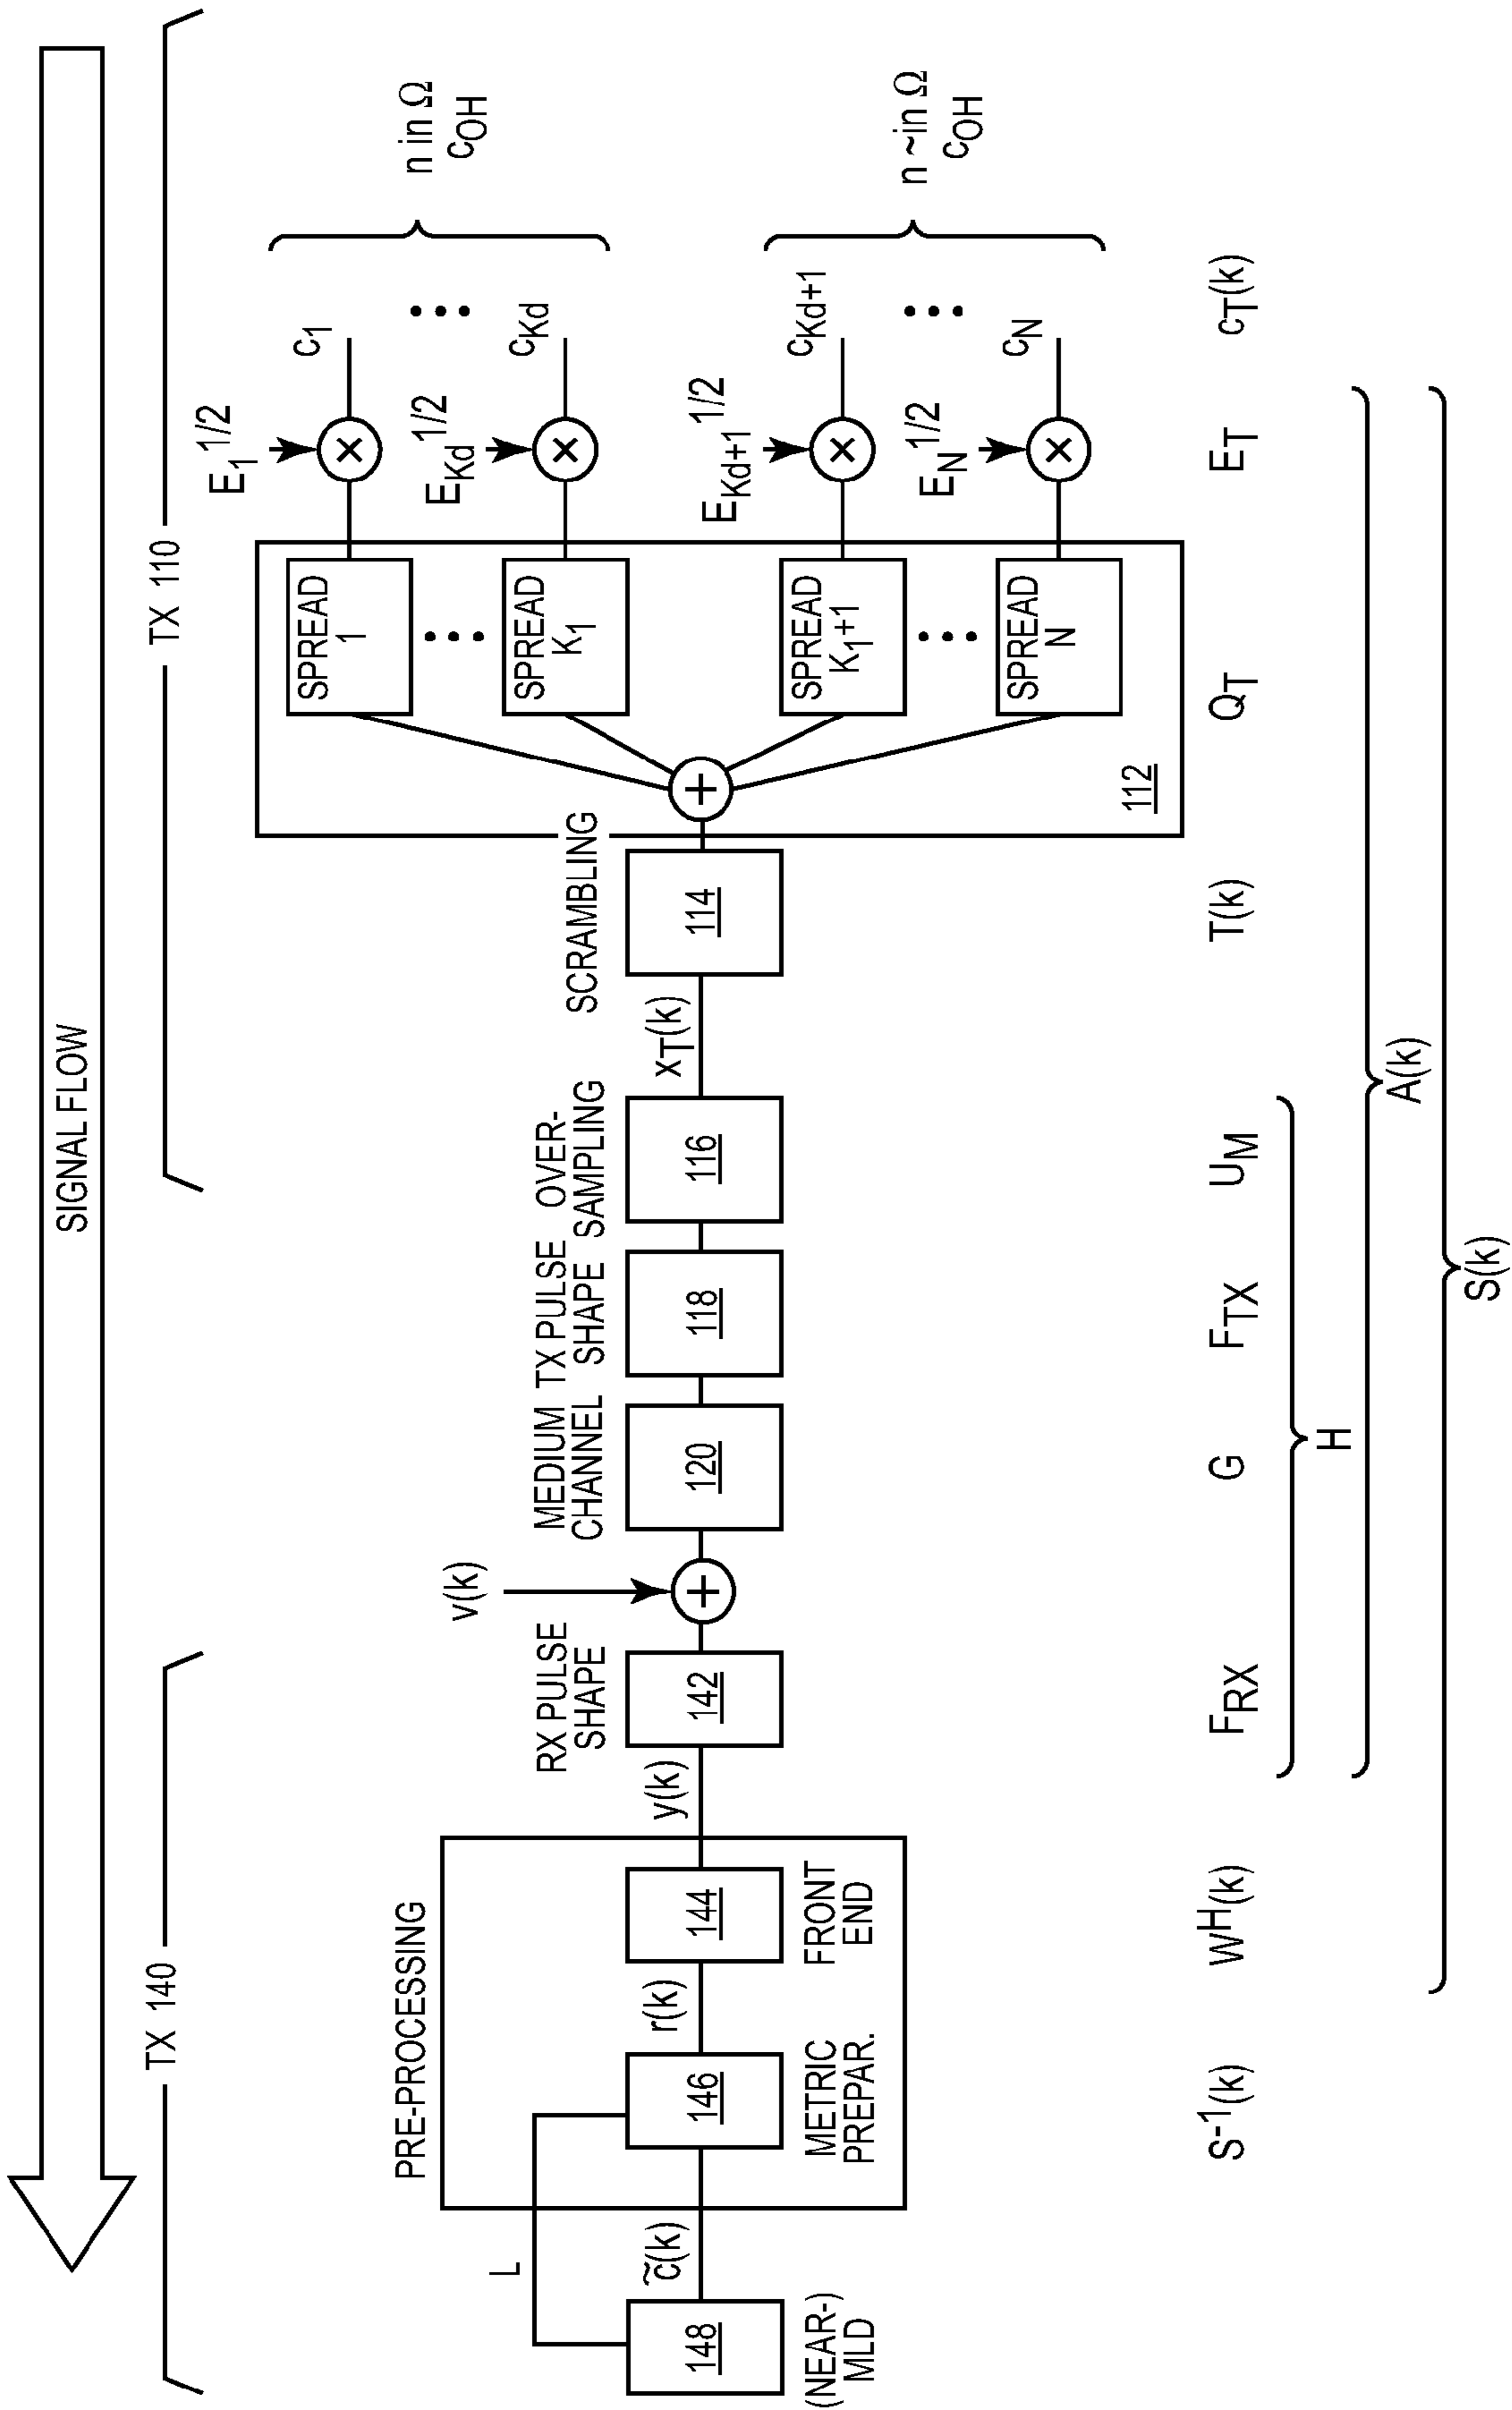 SIGNAL FLOW
TX 140
TX 110
PRE-PROCESSING
L
(NEAR-)
MLD
148
c̃(k)
146
METRIC
PREPAR.
r(k)
144
FRONT
END
y(k)
RX PULSE
SHAPE
142
v(k)
+
MEDIUM
CHANNEL
120
TX PULSE
SHAPE
118
OVER-
SAMPLING
116
xT(k)
SCRAMBLING
114
+
112
SPREAD
1
SPREAD
K1
SPREAD
K1+1
SPREAD
N
E1^1/2
×
c1
EKd^1/2
×
cKd
EKd+1^1/2
×
cKd+1
EN^1/2
×
cN
n in Ω
cOH
n ~in Ω
cOH
S^-1(k)
W^H(k)
FRX
G
FTX
UM
T(k)
QT
ET
cT(k)
H
A(k)
S(k)